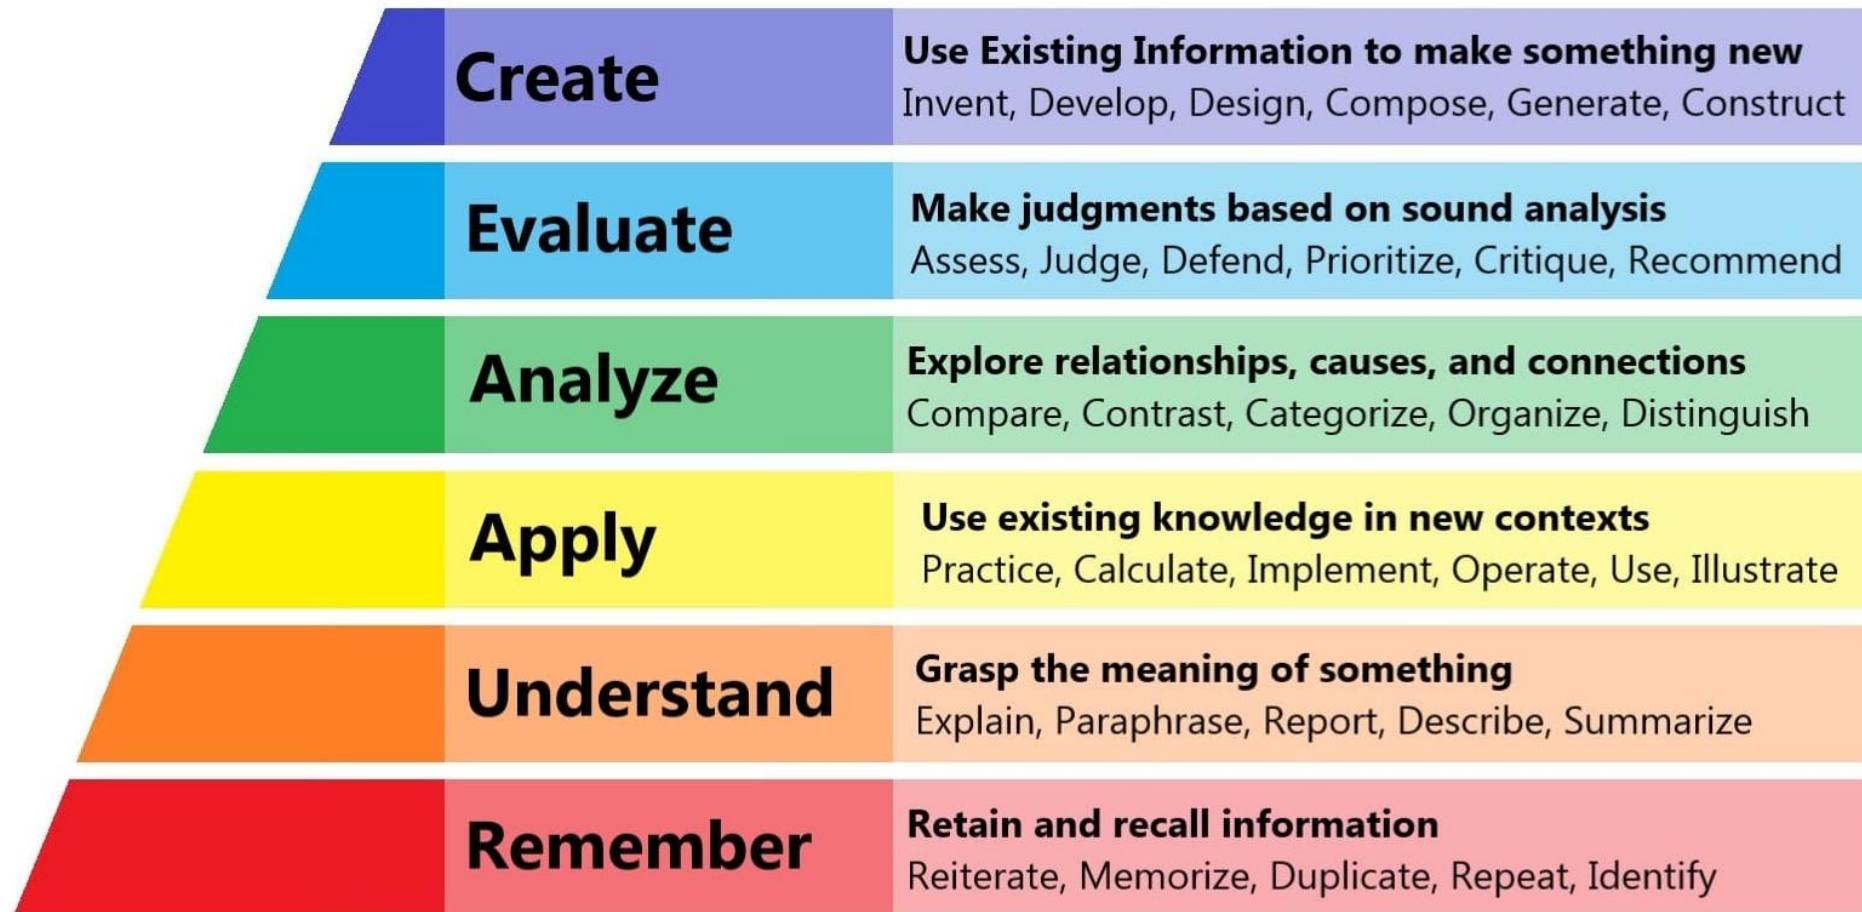 Create
Use Existing Information to make something new
Invent, Develop, Design, Compose, Generate, Construct
Evaluate
Make judgments based on sound analysis
Assess, Judge, Defend, Prioritize, Critique, Recommend
Analyze
Explore relationships, causes, and connections
Compare, Contrast, Categorize, Organize, Distinguish
Apply
Use existing knowledge in new contexts
Practice, Calculate, Implement, Operate, Use, Illustrate
Understand
Grasp the meaning of something
Explain, Paraphrase, Report, Describe, Summarize
Remember
Retain and recall information
Reiterate, Memorize, Duplicate, Repeat, Identify